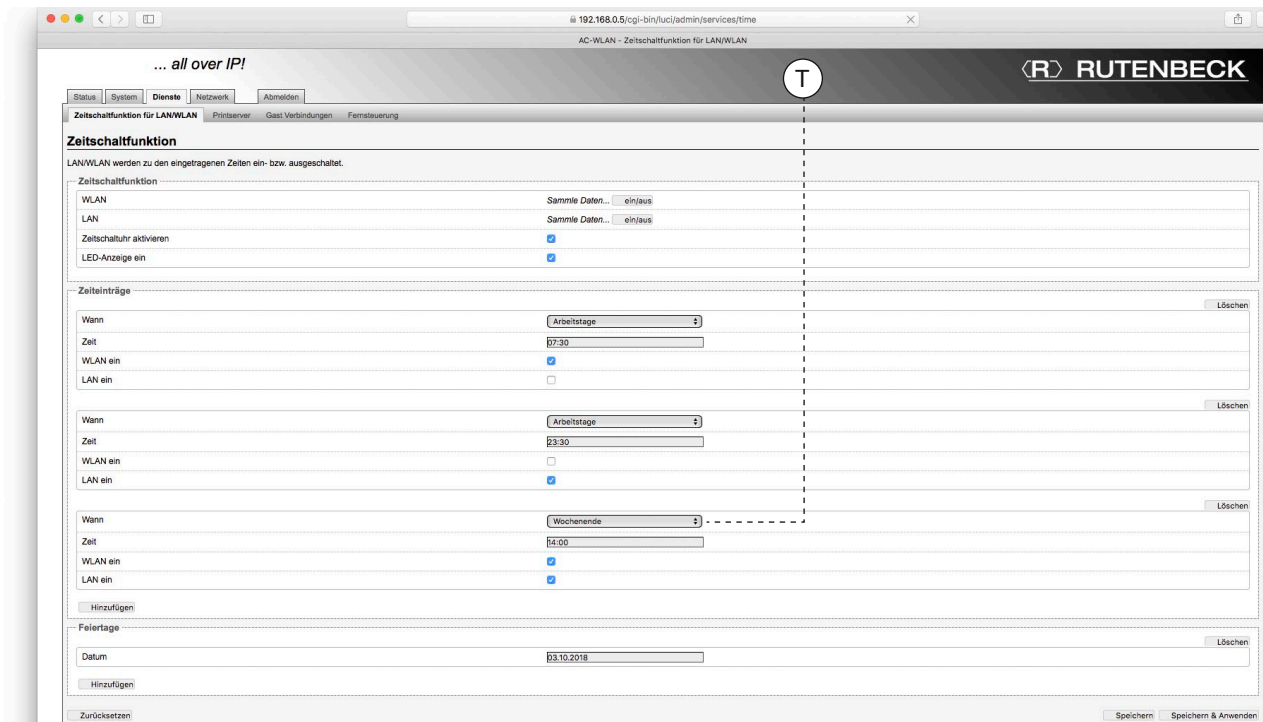 192.168.0.5/cgi-bin/luci/admin/services/time
AC-WLAN - Zeitschaltfunktion für LAN/WLAN
... all over IP!
T
⟨R⟩ RUTENBECK
Status System Dienste Netzwerk Abmelden
Zeitschaltfunktion für LAN/WLAN Printserver Gast Verbindungen Fernsteuerung
Zeitschaltfunktion
LAN/WLAN werden zu den eingetragenen Zeiten ein- bzw. ausgeschaltet.
Zeitschaltfunktion
WLAN Sammle Daten... ein/aus
LAN Sammle Daten... ein/aus
Zeitschaltuhr aktivieren
LED-Anzeige ein
Zeiteinträge
Löschen
Wann Arbeitstage
Zeit 07:30
WLAN ein
LAN ein
Löschen
Wann Arbeitstage
Zeit 23:30
WLAN ein
LAN ein
Löschen
Wann Wochenende
Zeit 14:00
WLAN ein
LAN ein
Hinzufügen
Feiertage
Löschen
Datum 03.10.2018
Hinzufügen
Zurücksetzen Speichern Speichern & Anwenden